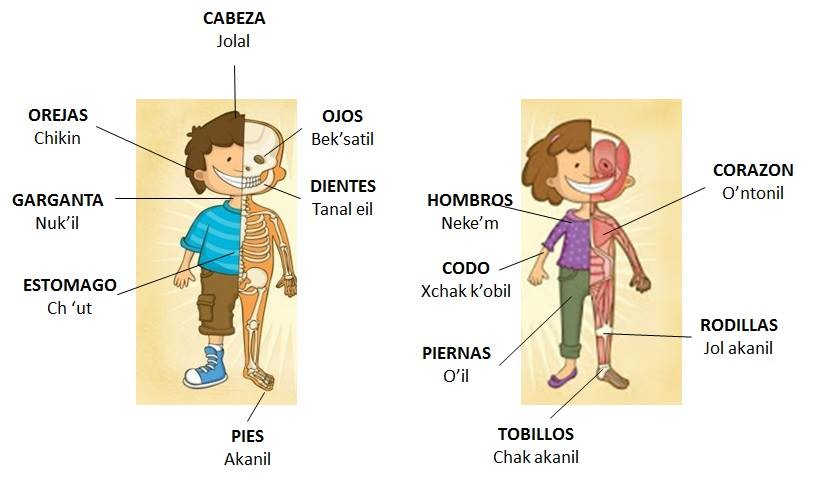 CABEZA
Jolal
OREJAS
Chikin
OJOS
Bek’satil
DIENTES
Tanal eil
GARGANTA
Nuk’il
ESTOMAGO
Ch ‘ut
PIES
Akanil
CORAZON
O’ntonil
HOMBROS
Neke’m
CODO
Xchak k’obil
RODILLAS
Jol akanil
PIERNAS
O’il
TOBILLOS
Chak akanil